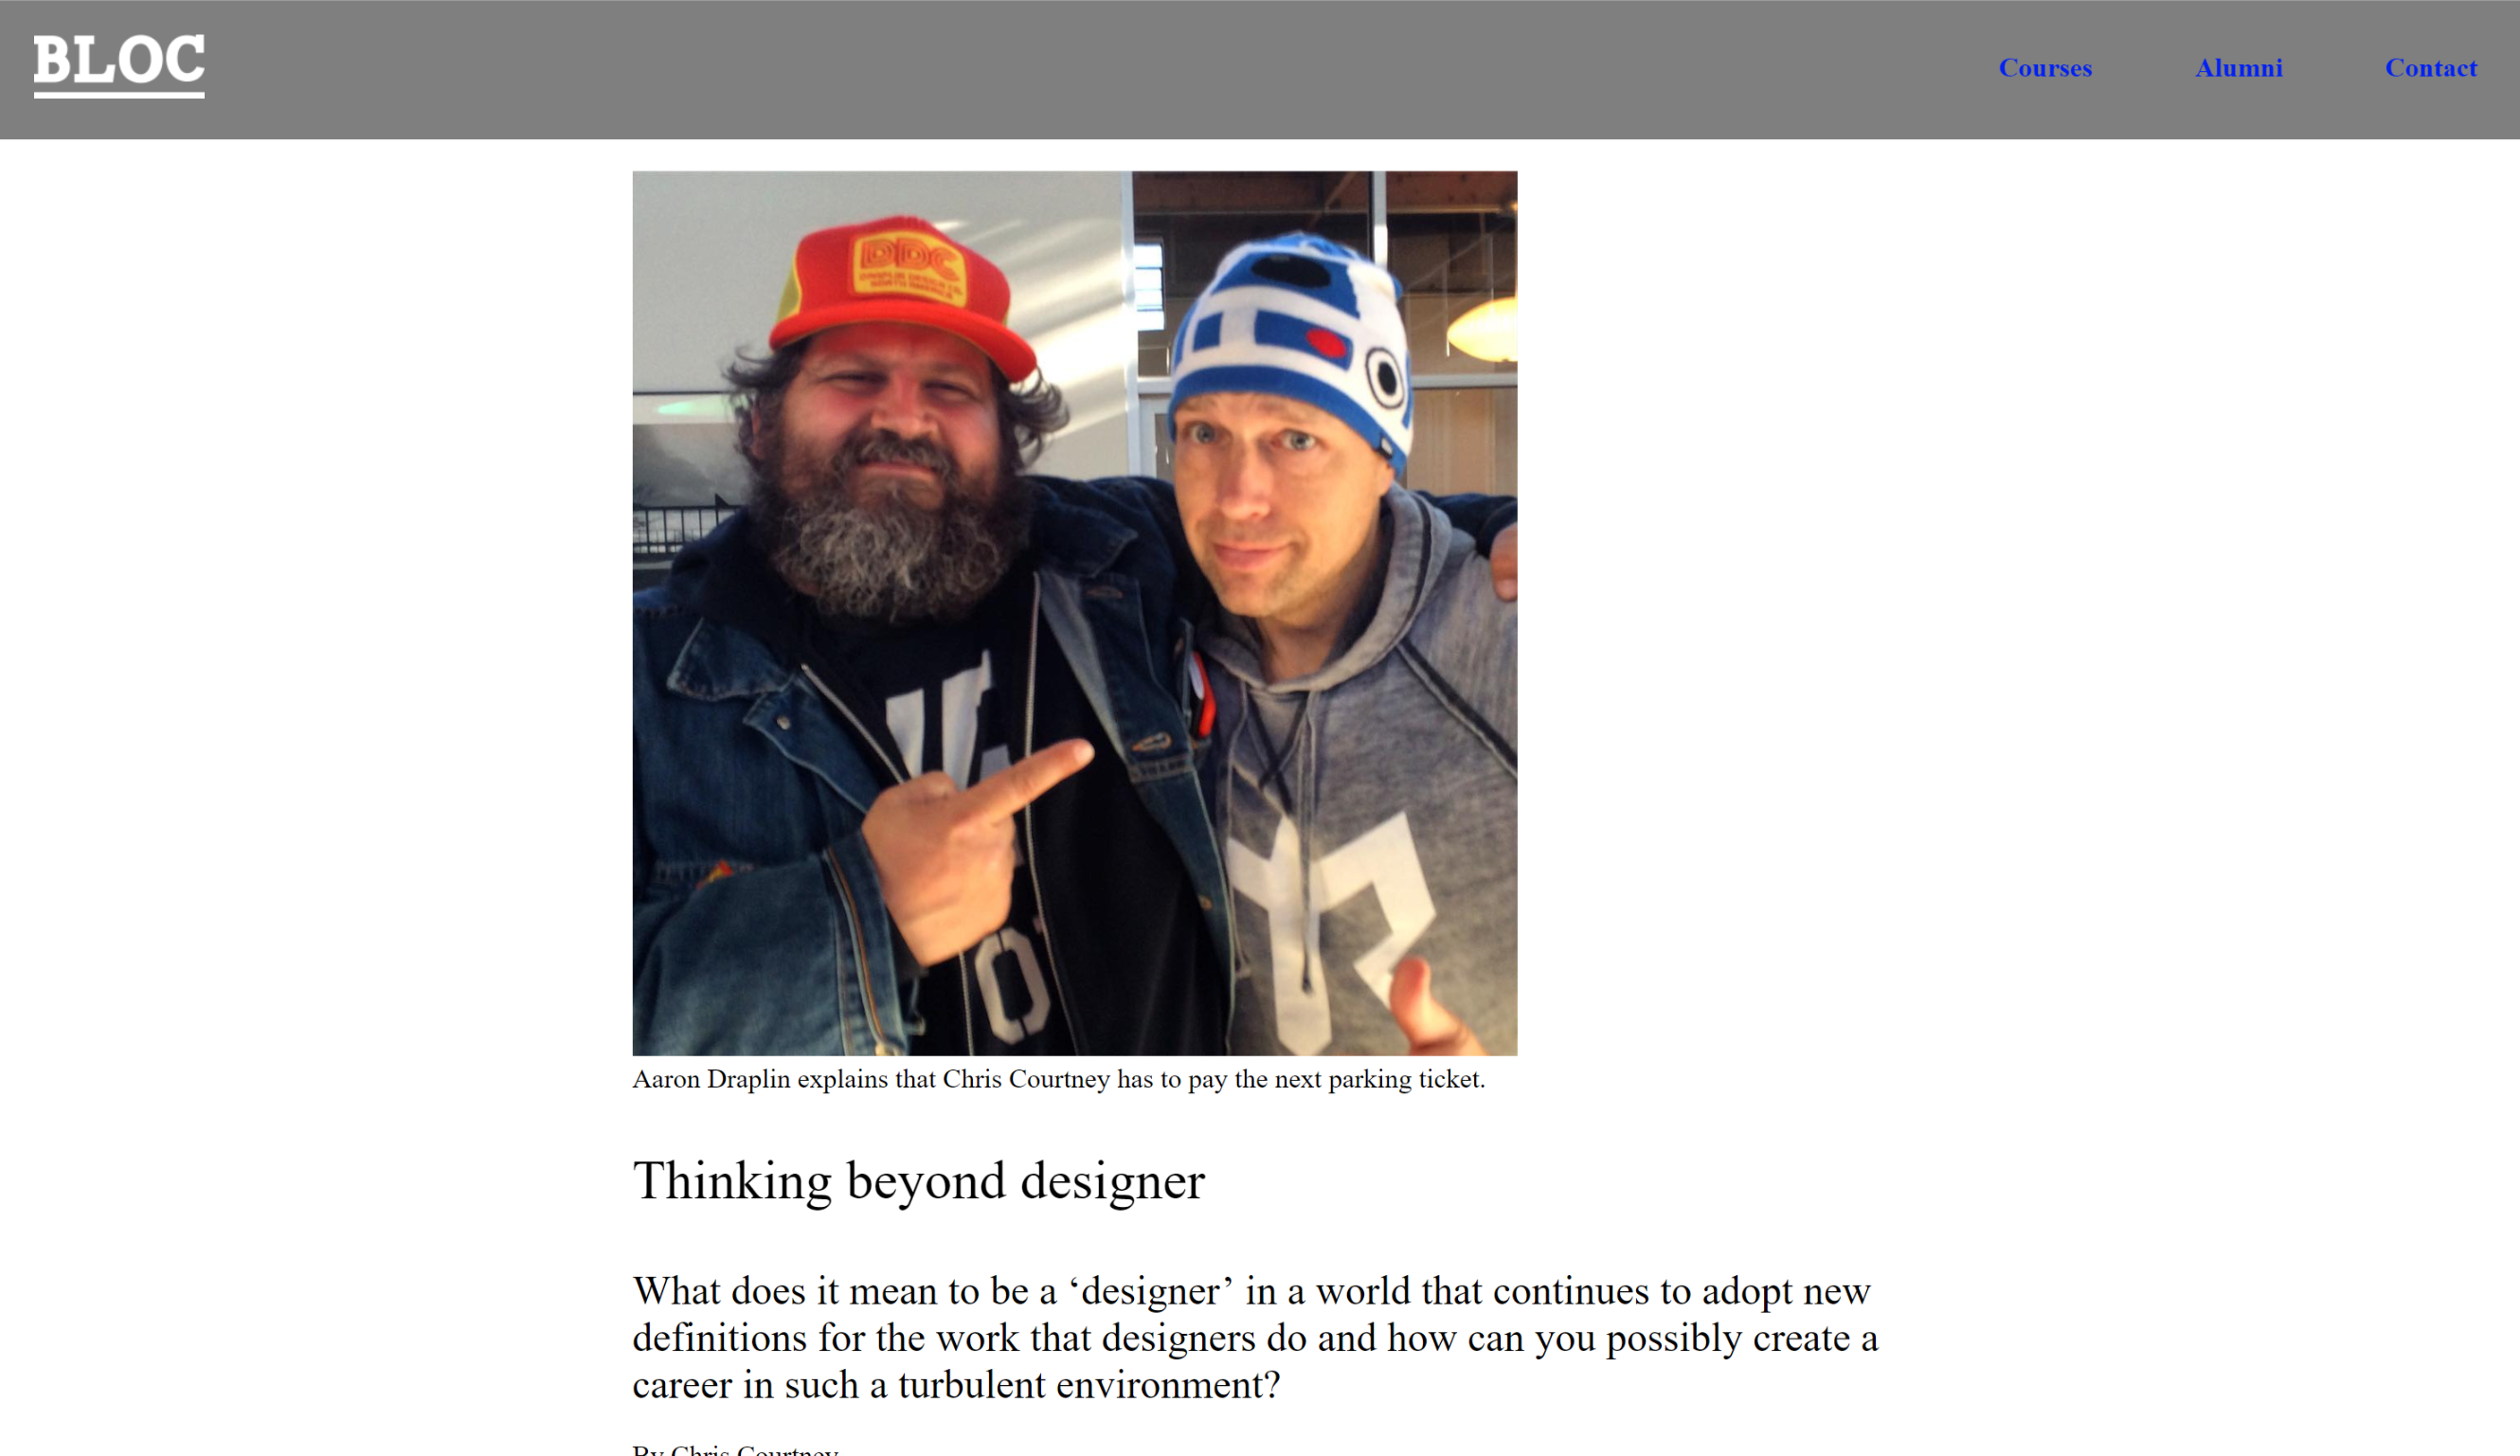 BLOC
Courses Alumni Contact
DDC
Aaron Draplin explains that Chris Courtney has to pay the next parking ticket.
Thinking beyond designer
What does it mean to be a ‘designer’ in a world that continues to adopt new
definitions for the work that designers do and how can you possibly create a
career in such a turbulent environment?
By Chris Courtney